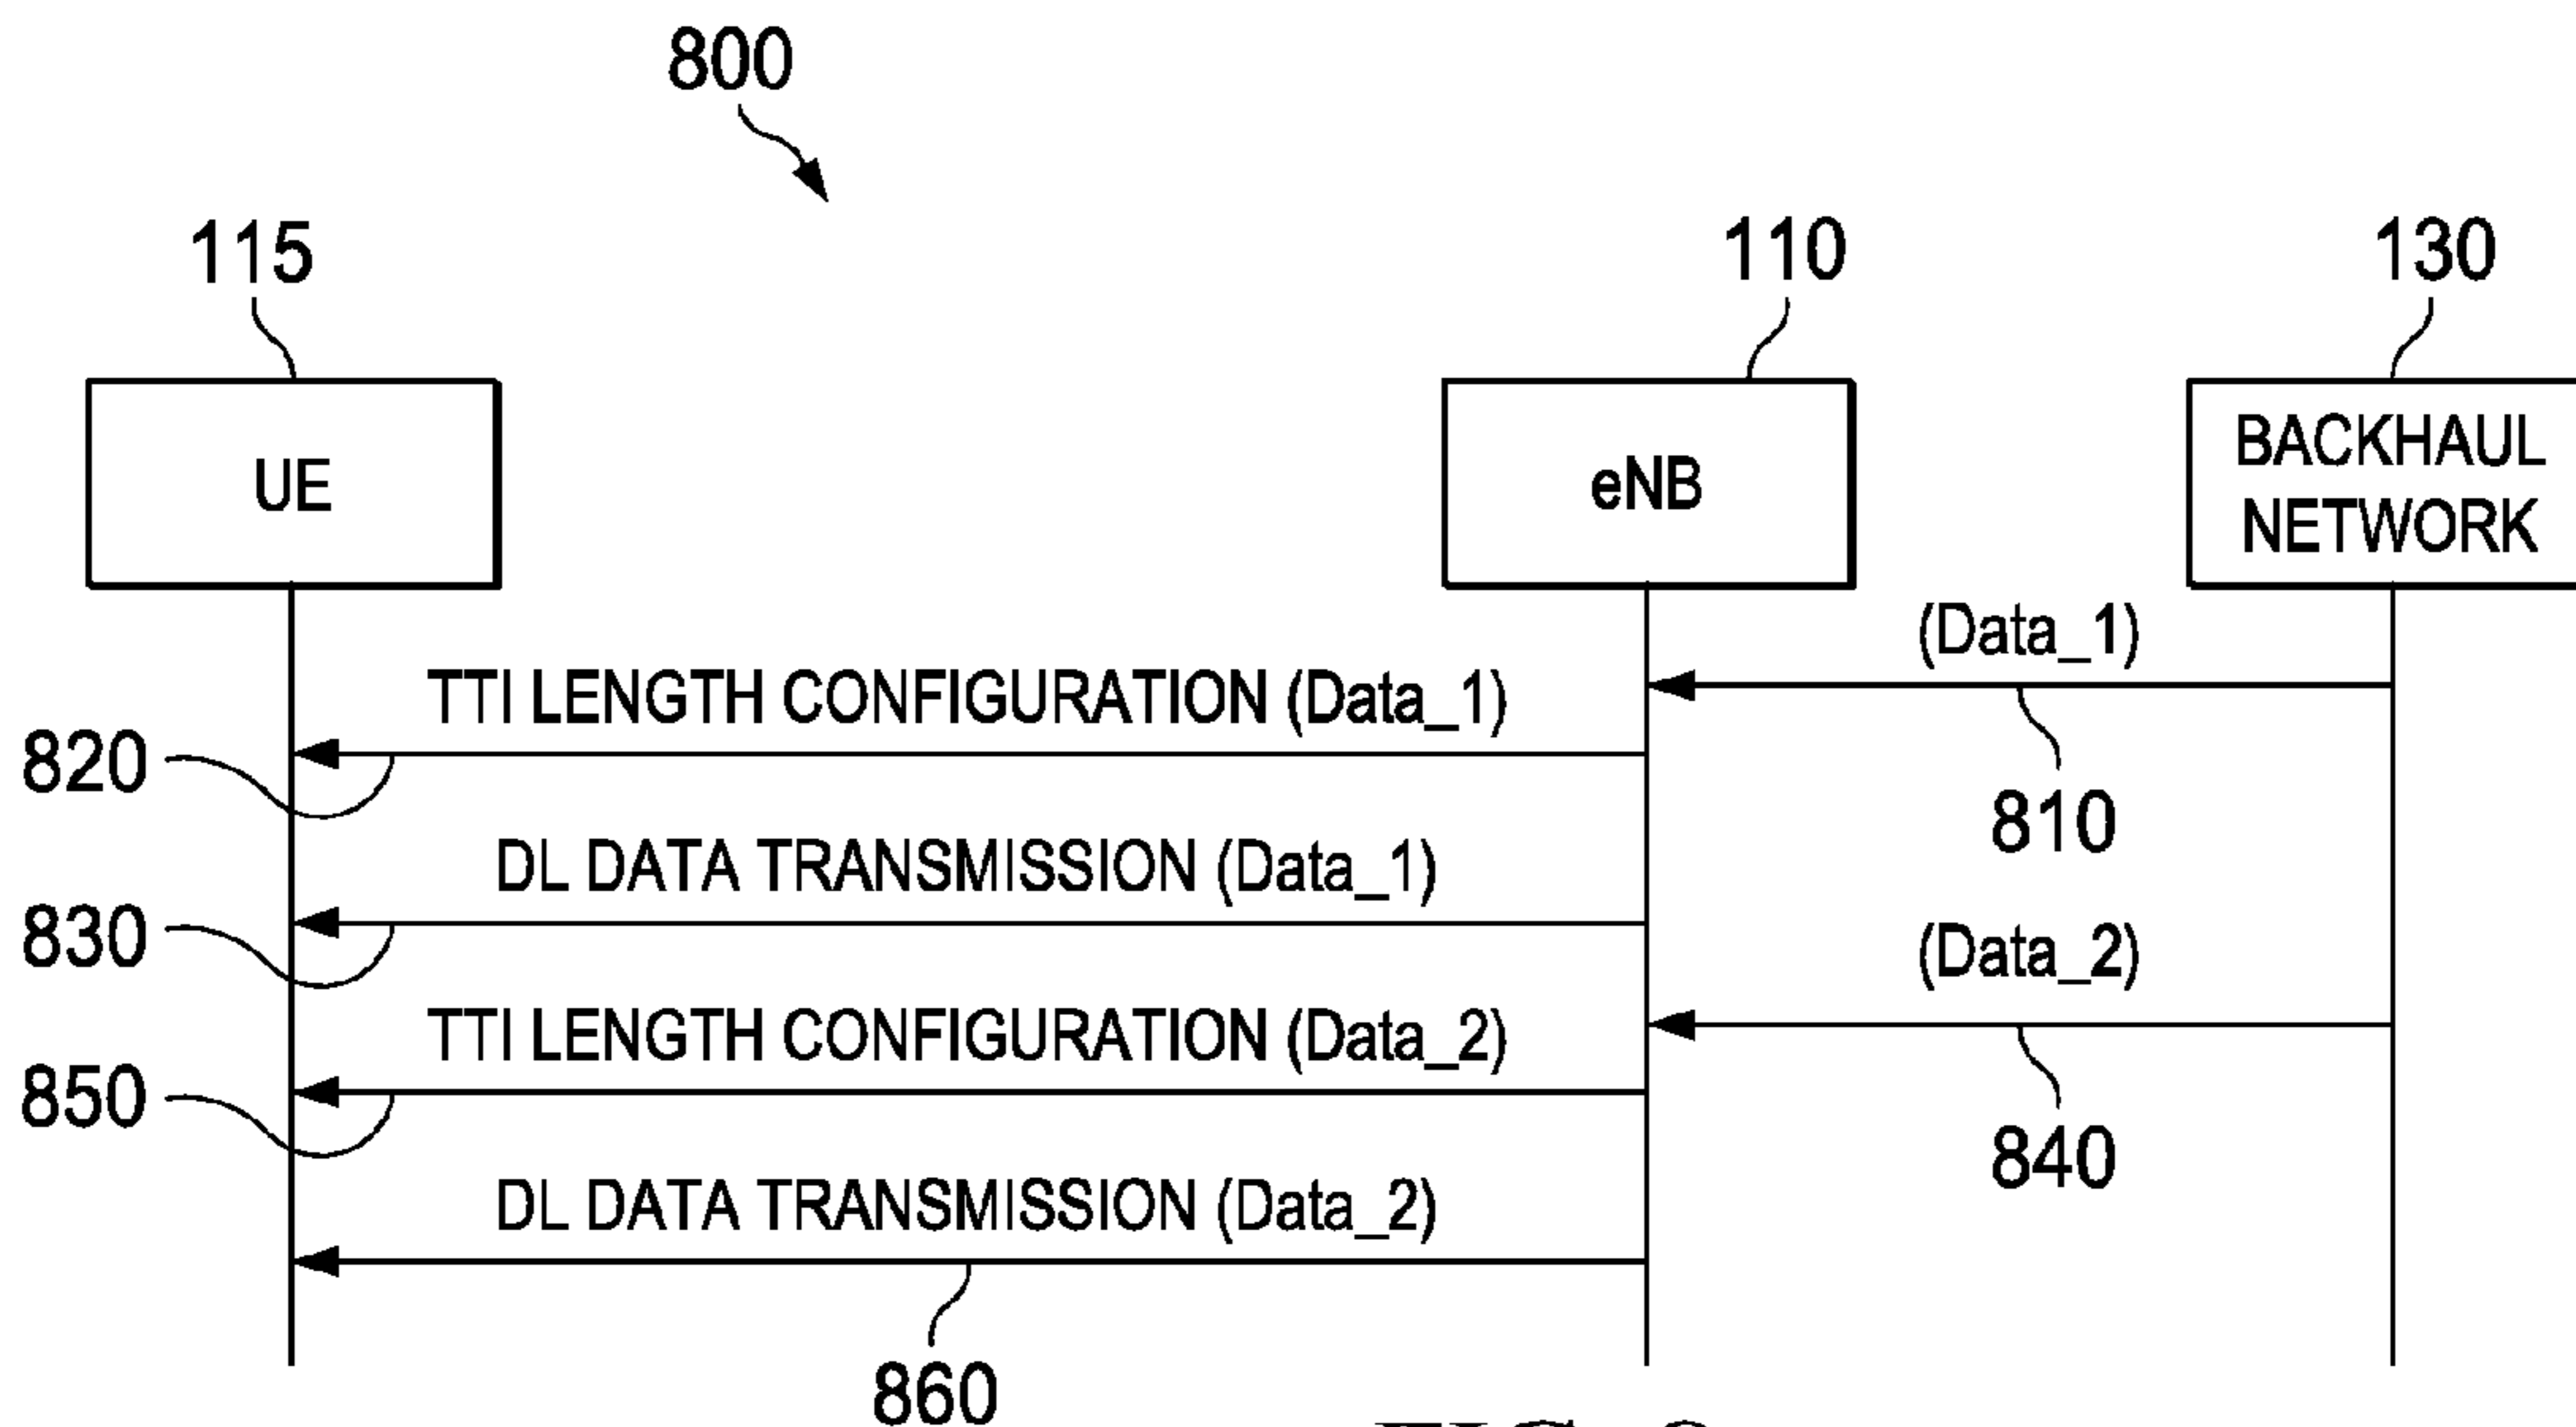 800
115
110
130
UE
eNB
BACKHAUL
NETWORK
(Data_1)
TTI LENGTH CONFIGURATION (Data_1)
820
810
DL DATA TRANSMISSION (Data_1)
830
(Data_2)
TTI LENGTH CONFIGURATION (Data_2)
850
840
DL DATA TRANSMISSION (Data_2)
860